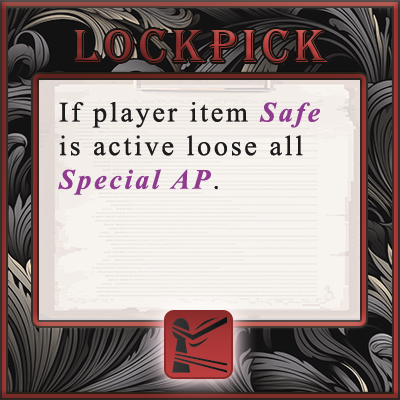 LOCKPICK
If player item Safe
is active loose all
Special AP.